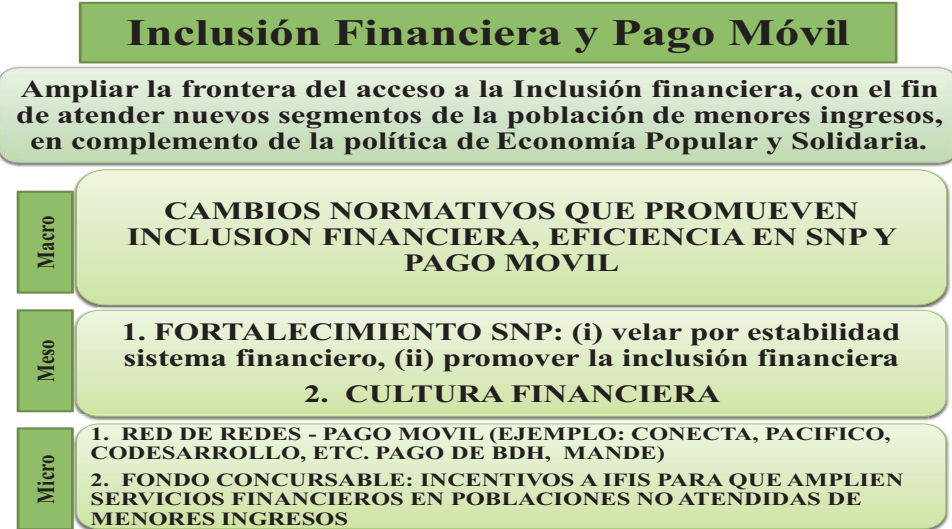 Inclusión Financiera y Pago Móvil
Ampliar la frontera del acceso a la Inclusión financiera, con el fin
de atender nuevos segmentos de la población de menores ingresos,
en complemento de la política de Economía Popular y Solidaria.
Macro
CAMBIOS NORMATIVOS QUE PROMUEVEN
INCLUSION FINANCIERA, EFICIENCIA EN SNP Y
PAGO MOVIL
Meso
1. FORTALECIMIENTO SNP: (i) velar por estabilidad
sistema financiero, (ii) promover la inclusión financiera
2. CULTURA FINANCIERA
Micro
1. RED DE REDES - PAGO MOVIL (EJEMPLO: CONECTA, PACIFICO,
CODESARROLLO, ETC. PAGO DE BDH, MANDE)
2. FONDO CONCURSABLE: INCENTIVOS A IFIS PARA QUE AMPLIEN
SERVICIOS FINANCIEROS EN POBLACIONES NO ATENDIDAS DE
MENORES INGRESOS